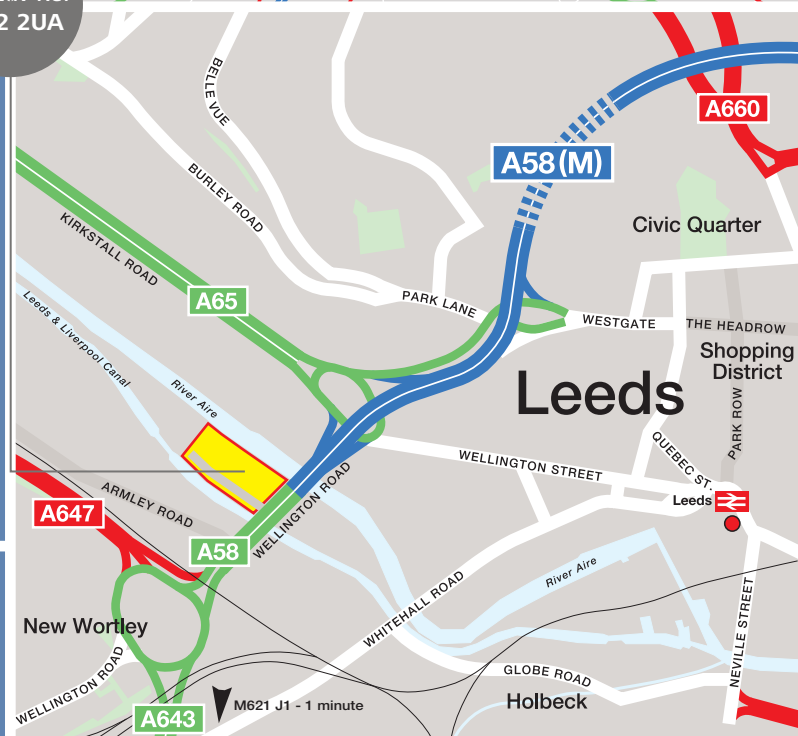 2 2UA
BELLE VUE
A660
A58(M)
BURLEY ROAD
Civic Quarter
KIRKSTALL ROAD
A65
PARK LANE
WESTGATE
THE HEADROW
Leeds & Liverpool Canal
Shopping
District
River Aire
Leeds
PARK ROW
QUEBEC ST.
WELLINGTON STREET
Leeds
ARMLEY ROAD
WELLINGTON ROAD
A647
A58
River Aire
WHITEHALL ROAD
NEVILLE STREET
New Wortley
WELLINGTON ROAD
GLOBE ROAD
Holbeck
A643
M621 J1 - 1 minute